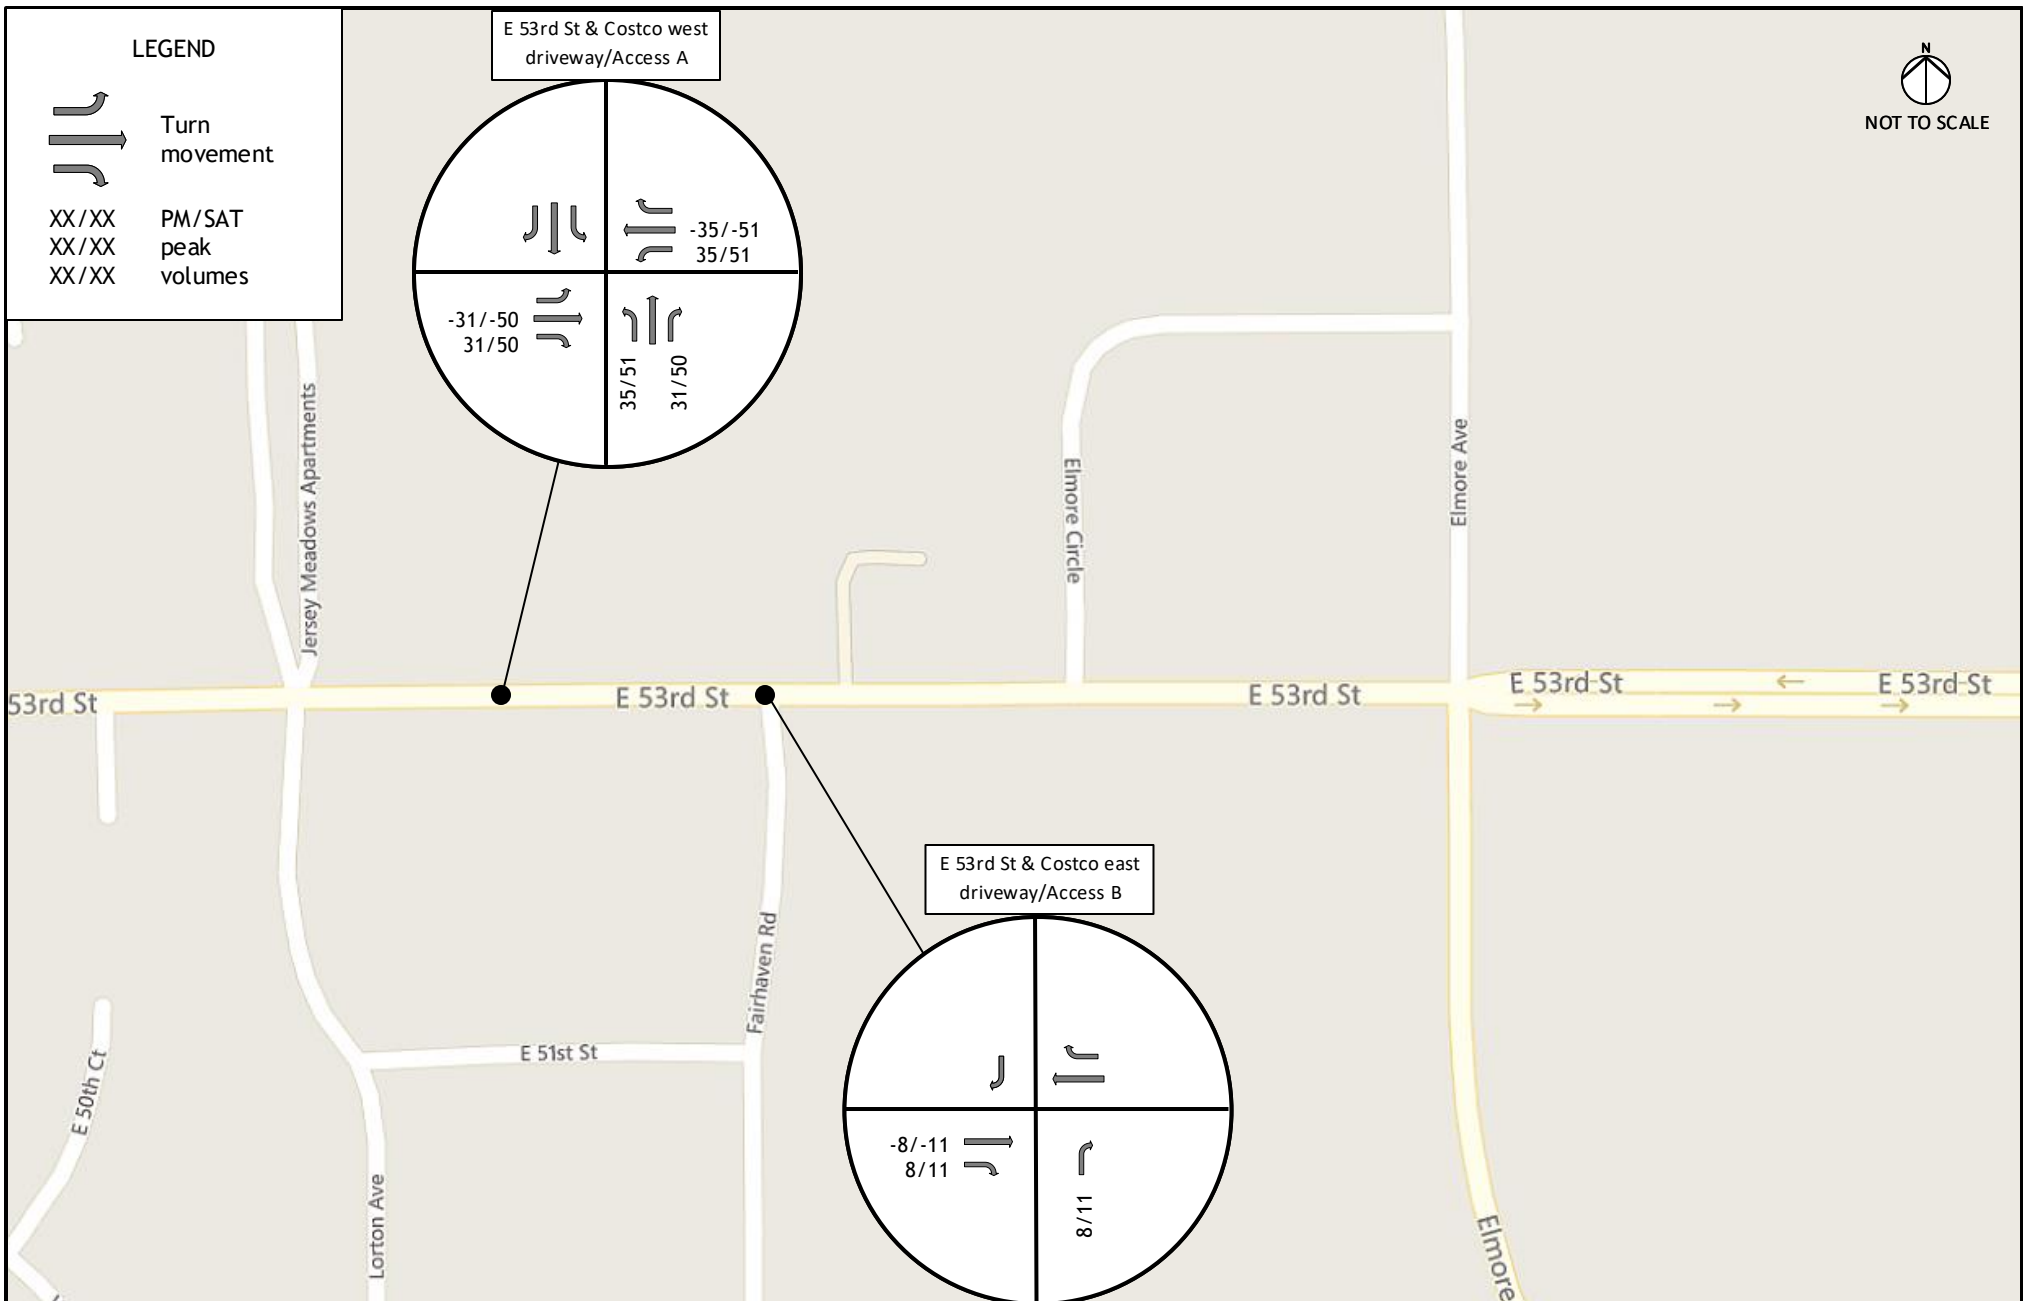 LEGEND
Turn
movement
XX/XX PM/SAT
XX/XX peak
XX/XX volumes
E 53rd St & Costco west
driveway/Access A
N
NOT TO SCALE
-35/-51
35/51
-31/-50
31/50
35/51
31/50
Jersey Meadows Apartments
Elmore Circle
Elmore Ave
53rd St
E 53rd St
E 53rd St
E 53rd St
E 53rd St
E 53rd St & Costco east
driveway/Access B
Fairhaven Rd
E 51st St
E 50th Ct
Lorton Ave
-8/-11
8/11
8/11
Elmore